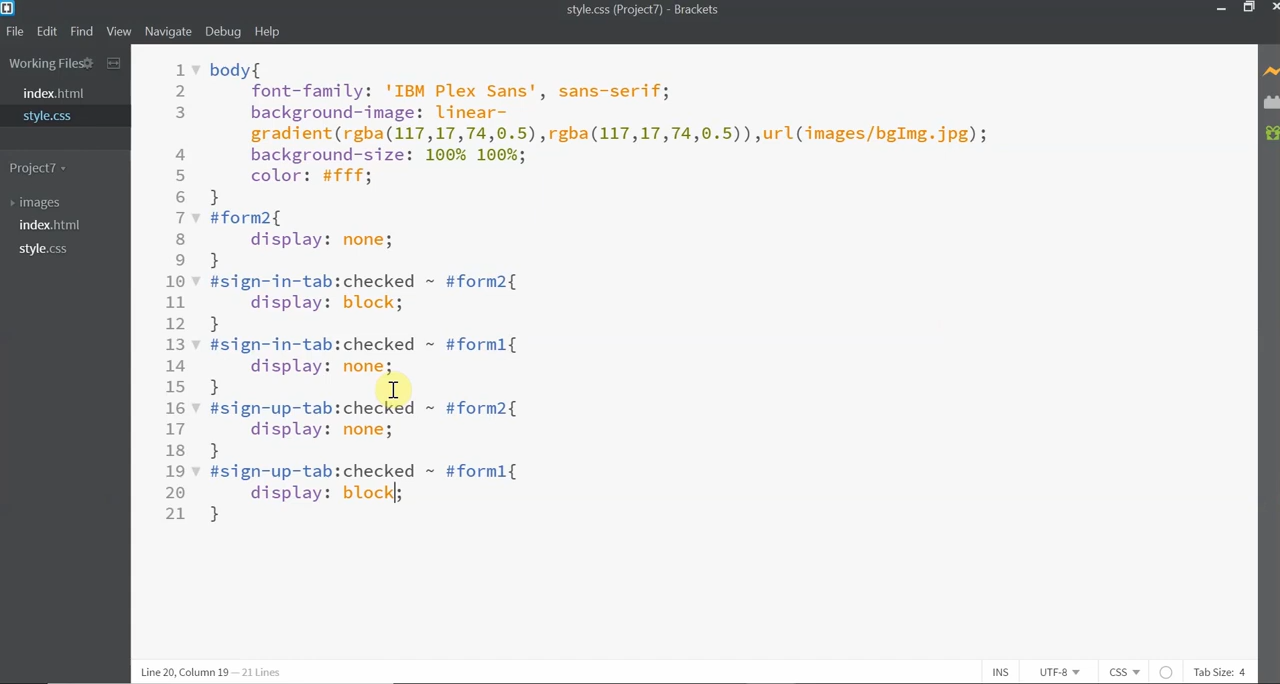 style.css (Project7) - Brackets
File Edit Find View Navigate Debug Help
Working Files
index.html
style.css
Project7
images
index.html
style.css
1 body{
2 font-family: 'IBM Plex Sans', sans-serif;
3 background-image: linear-
gradient(rgba(117,17,74,0.5),rgba(117,17,74,0.5)),url(images/bgImg.jpg);
4 background-size: 100% 100%;
5 color: #fff;
6 }
7 #form2{
8 display: none;
9 }
10 #sign-in-tab:checked ~ #form2{
11 display: block;
12 }
13 #sign-in-tab:checked ~ #form1{
14 display: none;
15 }
16 #sign-up-tab:checked ~ #form2{
17 display: none;
18 }
19 #sign-up-tab:checked ~ #form1{
20 display: block;
21 }
Line 20, Column 19 — 21 Lines INS UTF-8 CSS Tab Size: 4